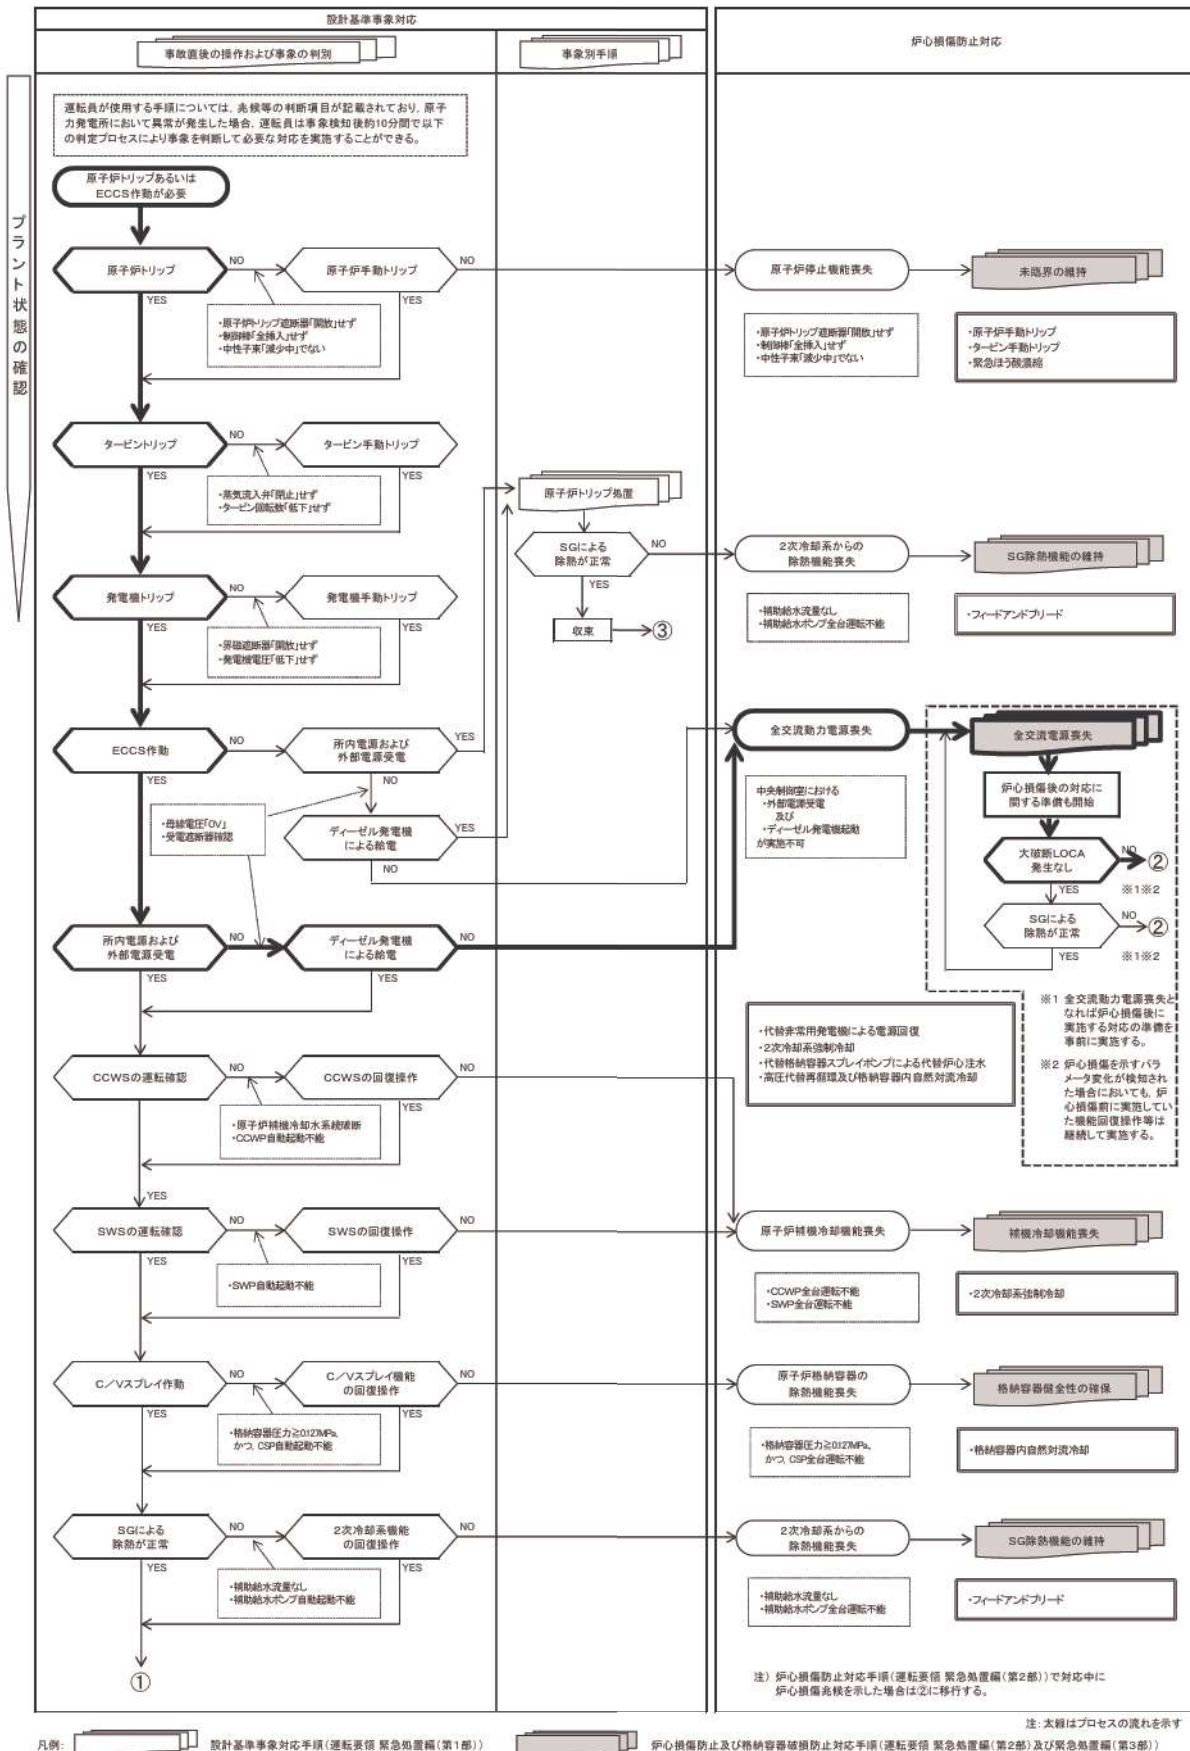 設計基準事象対応
事故直後の操作および事象の判別
事象別手順
炉心損傷防止対応
プラント状態の確認
運転員が使用する手順については、兆候等の判断項目が記載されており、原子
力発電所において異常が発生した場合、運転員は事象検知後約10分間で以下
の判定プロセスにより事象を判断して必要な対応を実施することができる。
原子炉トリップあるいは
ECCS作動が必要
原子炉トリップ
NO
原子炉手動トリップ
NO
原子炉停止機能喪失
未臨界の維持
YES
YES
・原子炉トリップ遮断器「開放」せず
・制御棒「全挿入」せず
・中性子束「減少中」でない
・原子炉トリップ遮断器「開放」せず
・制御棒「全挿入」せず
・中性子束「減少中」でない
・原子炉手動トリップ
・タービン手動トリップ
・緊急ほう酸濃縮
タービントリップ
NO
タービン手動トリップ
YES
YES
・蒸気流入弁「閉止」せず
・タービン回転数「低下」せず
原子炉トリップ処置
SGによる
除熱が正常
NO
YES
収束
③
2次冷却系からの
除熱機能喪失
SG除熱機能の維持
・補助給水流量なし
・補助給水ポンプ全台運転不能
・フィードアンドブリード
発電機トリップ
NO
発電機手動トリップ
YES
YES
・界磁遮断器「開放」せず
・発電機電圧「低下」せず
ECCS作動
NO
所内電源および
外部電源受電
YES
YES
NO
・母線電圧「0V」
・受電遮断器確認
ディーゼル発電機
による給電
YES
NO
全交流動力電源喪失
全交流電源喪失
中央制御室における
・外部電源受電
及び
・ディーゼル発電機起動
が実施不可
炉心損傷後の対応に
関する準備も開始
大破断LOCA
発生なし
NO
②
YES
※1※2
SGによる
除熱が正常
NO
②
YES
※1※2
所内電源および
外部電源受電
NO
ディーゼル発電機
による給電
NO
YES
YES
・代替非常用発電機による電源回復
・2次冷却系強制冷却
・代替格納容器スプレイポンプによる代替炉心注水
・高圧代替再循環及び格納容器内自然対流冷却
※1 全交流動力電源喪失と
なれば炉心損傷後に
実施する対応の準備を
事前に実施する。
※2 炉心損傷を示すパラ
メータ変化が検知され
た場合においても、炉
心損傷前に実施してい
た機能回復操作等は
継続して実施する。
CCWSの運転確認
NO
CCWSの回復操作
NO
YES
・原子炉補機冷却水系統破断
・CCWP自動起動不能
YES
SWSの運転確認
NO
SWSの回復操作
NO
原子炉補機冷却機能喪失
補機冷却機能喪失
YES
YES
・SWP自動起動不能
・CCWP全台運転不能
・SWP全台運転不能
・2次冷却系強制冷却
C/Vスプレイ作動
NO
C/Vスプレイ機能
の回復操作
NO
原子炉格納容器の
除熱機能喪失
格納容器健全性の確保
YES
YES
・格納容器圧力≧0.127MPa、
かつ、CSP自動起動不能
・格納容器圧力≧0.127MPa、
かつ、CSP全台運転不能
・格納容器内自然対流冷却
SGによる
除熱が正常
NO
2次冷却系機能
の回復操作
NO
2次冷却系からの
除熱機能喪失
SG除熱機能の維持
YES
YES
・補助給水流量なし
・補助給水ポンプ自動起動不能
・補助給水流量なし
・補助給水ポンプ全台運転不能
・フィードアンドブリード
①
注) 炉心損傷防止対応手順(運転要領 緊急処置編(第2部))で対応中に
炉心損傷兆候を示した場合は②に移行する。
注:太線はプロセスの流れを示す
凡例:
設計基準事象対応手順(運転要領 緊急処置編(第1部))
炉心損傷防止及び格納容器破損防止対応手順(運転要領 緊急処置編(第2部)及び緊急処置編(第3部))